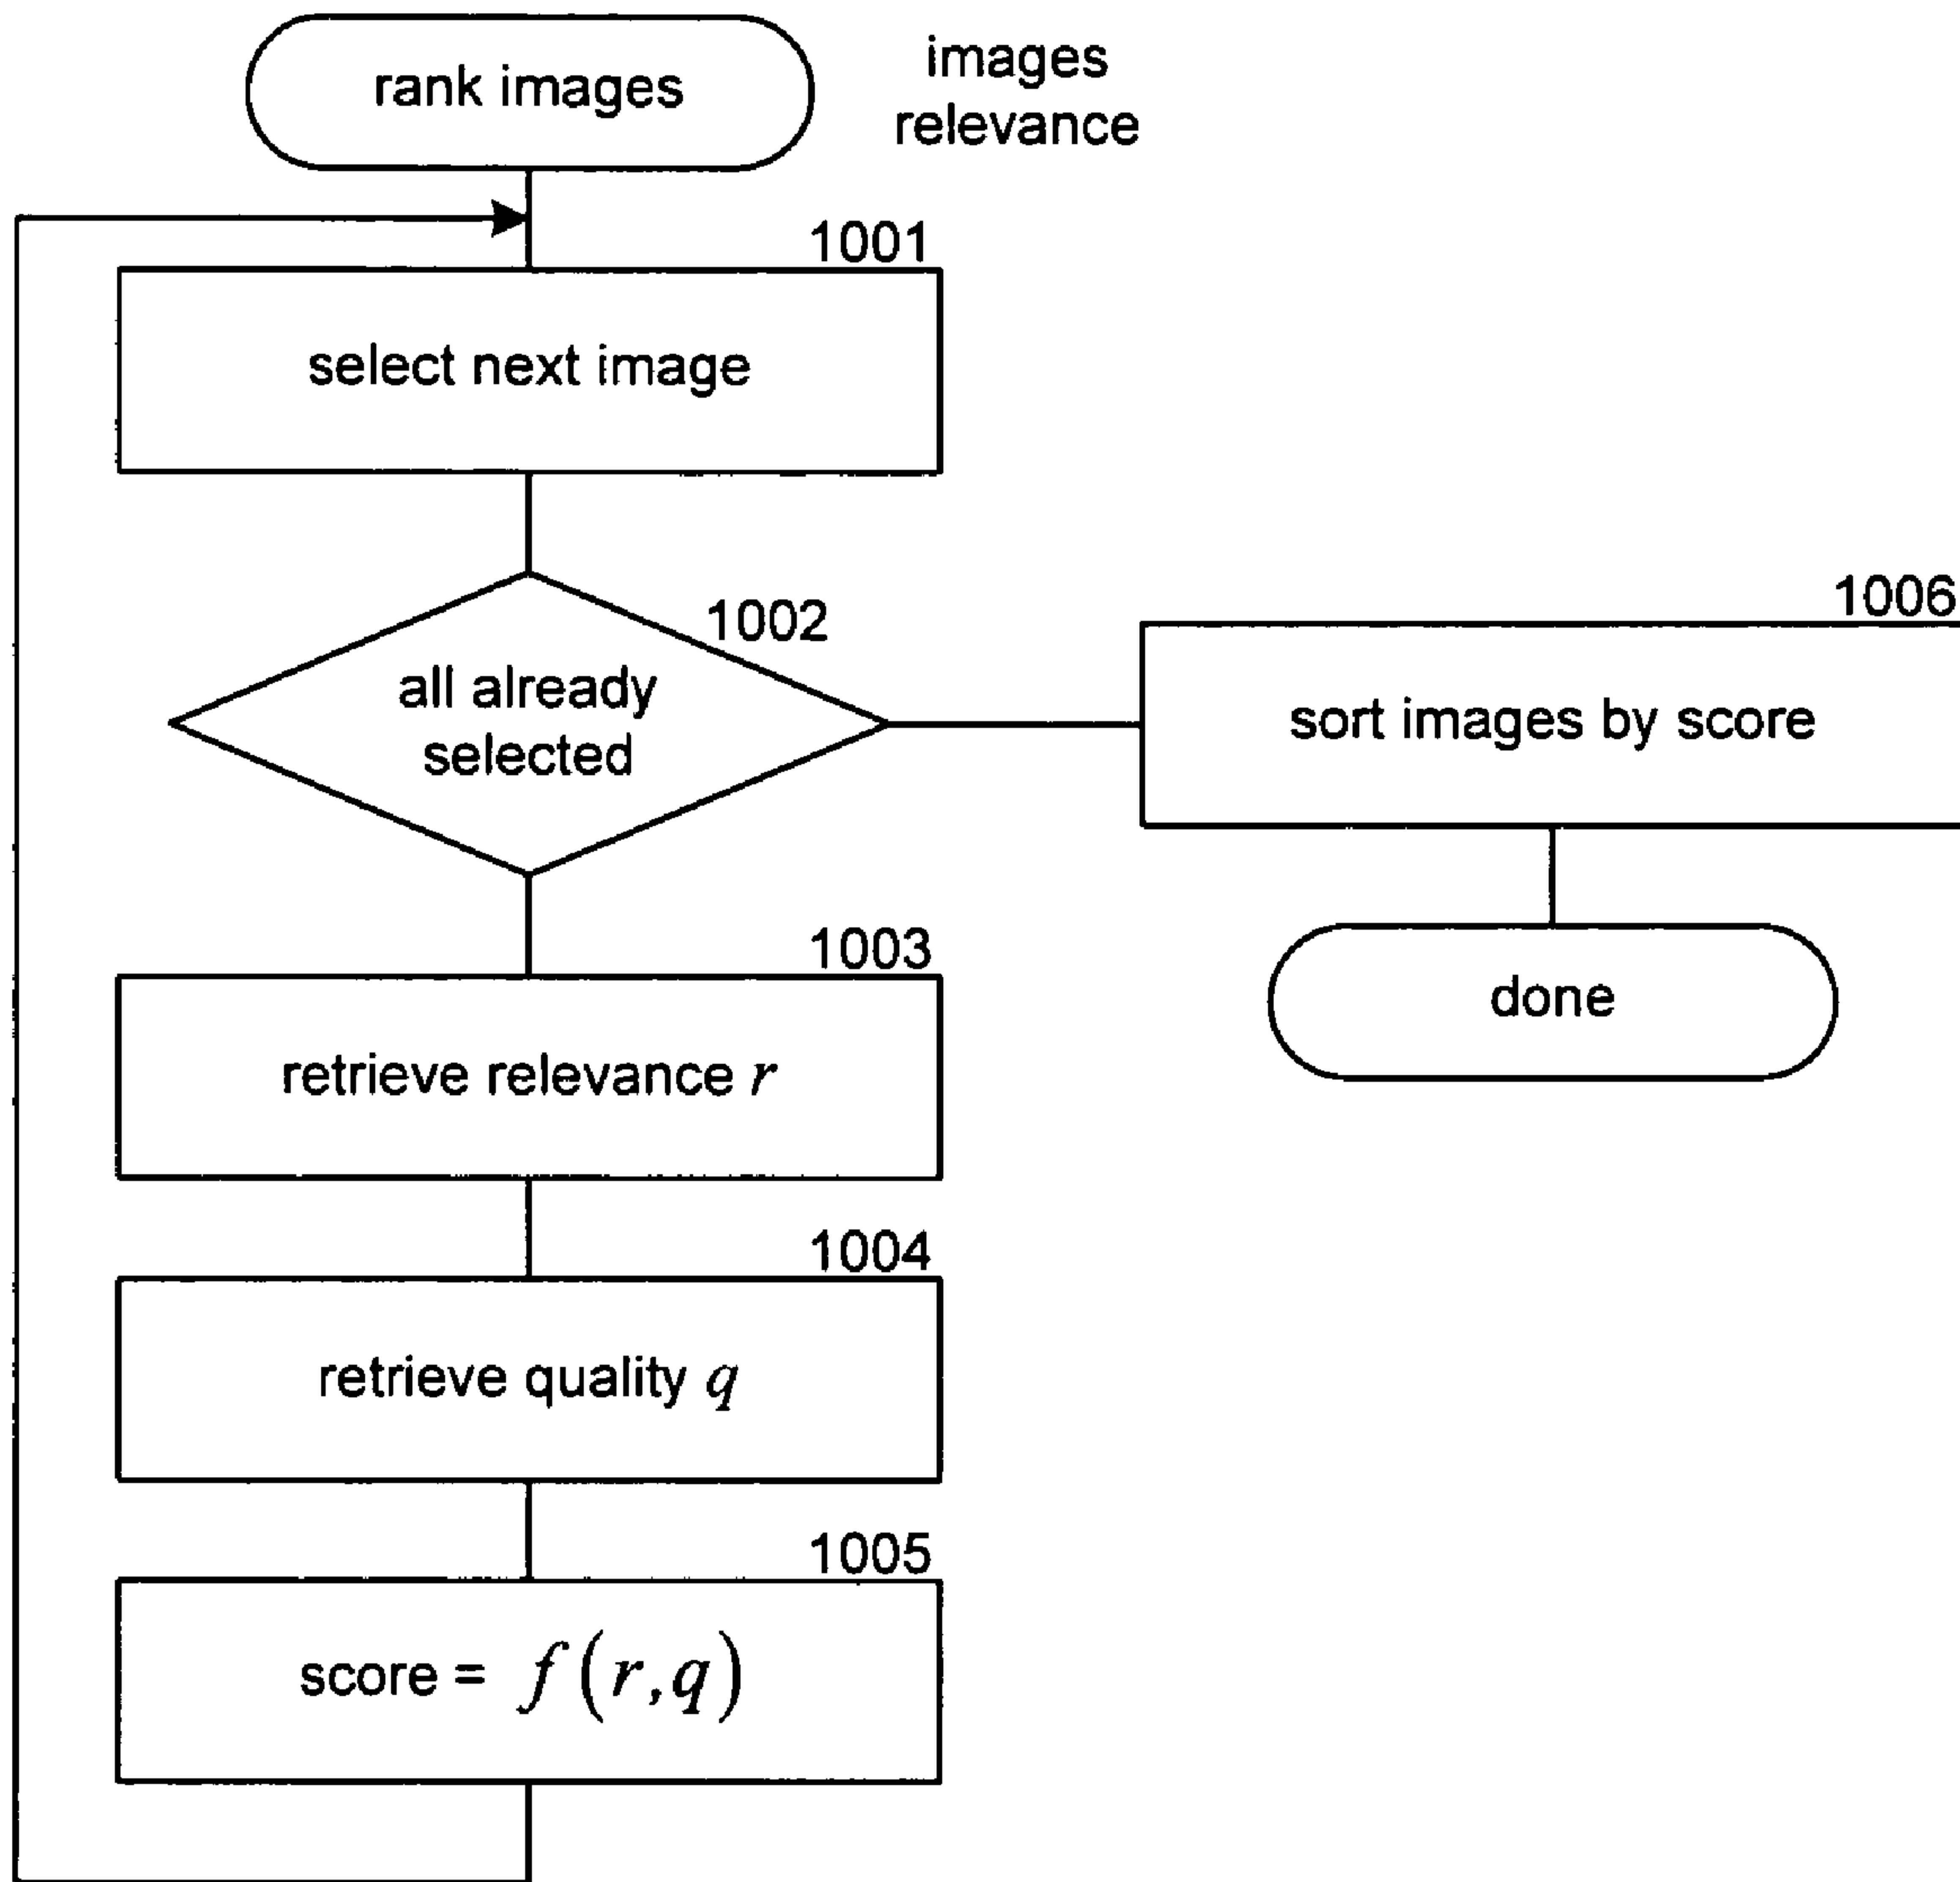 rank images
images
relevance
1001
select next image
1002
all already
selected
1006
sort images by score
done
1003
retrieve relevance r
1004
retrieve quality q
1005
score = f(r,q)